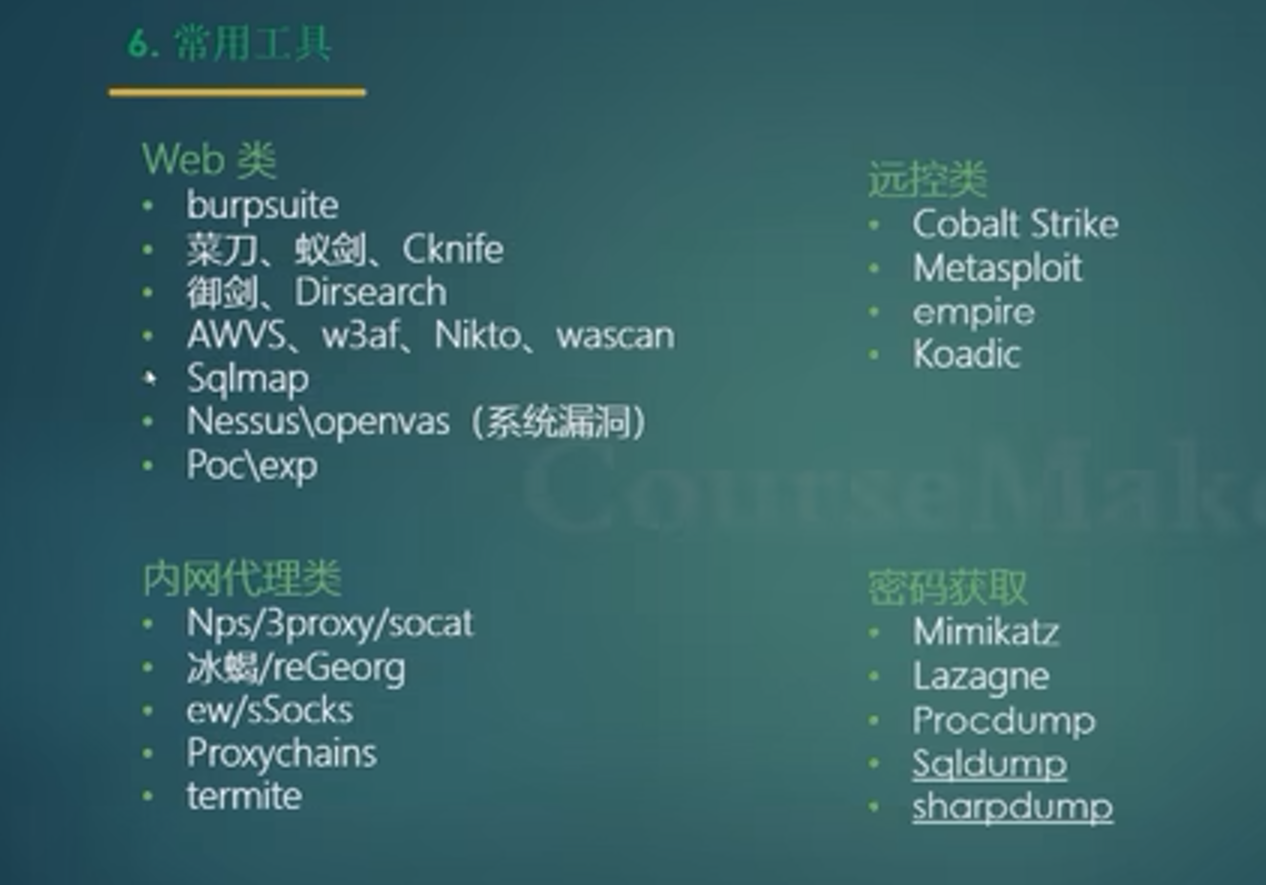 6. 常用工具
Web 类
burpsuite
菜刀、蚁剑、Cknife
御剑、Dirsearch
AWVS、w3af、Nikto、wascan
Sqlmap
Nessus\openvas（系统漏洞）
Poc\exp
远控类
Cobalt Strike
Metasploit
empire
Koadic
CourseMake
内网代理类
Nps/3proxy/socat
冰蝎/reGeorg
ew/sSocks
Proxychains
termite
密码获取
Mimikatz
Lazagne
Procdump
Sqldump
sharpdump